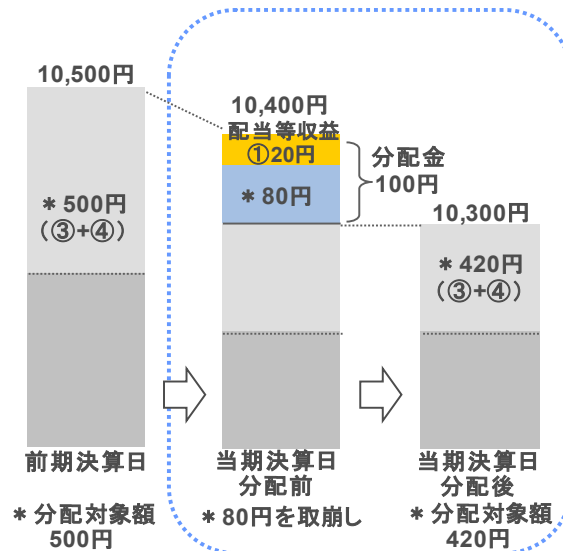 10,500円
＊500円
（③+④）
前期決算日
＊分配対象額
500円
10,400円
配当等収益
①20円
＊80円
分配金
100円
当期決算日
分配前
＊80円を取崩し
10,300円
＊420円
（③+④）
当期決算日
分配後
＊分配対象額
420円